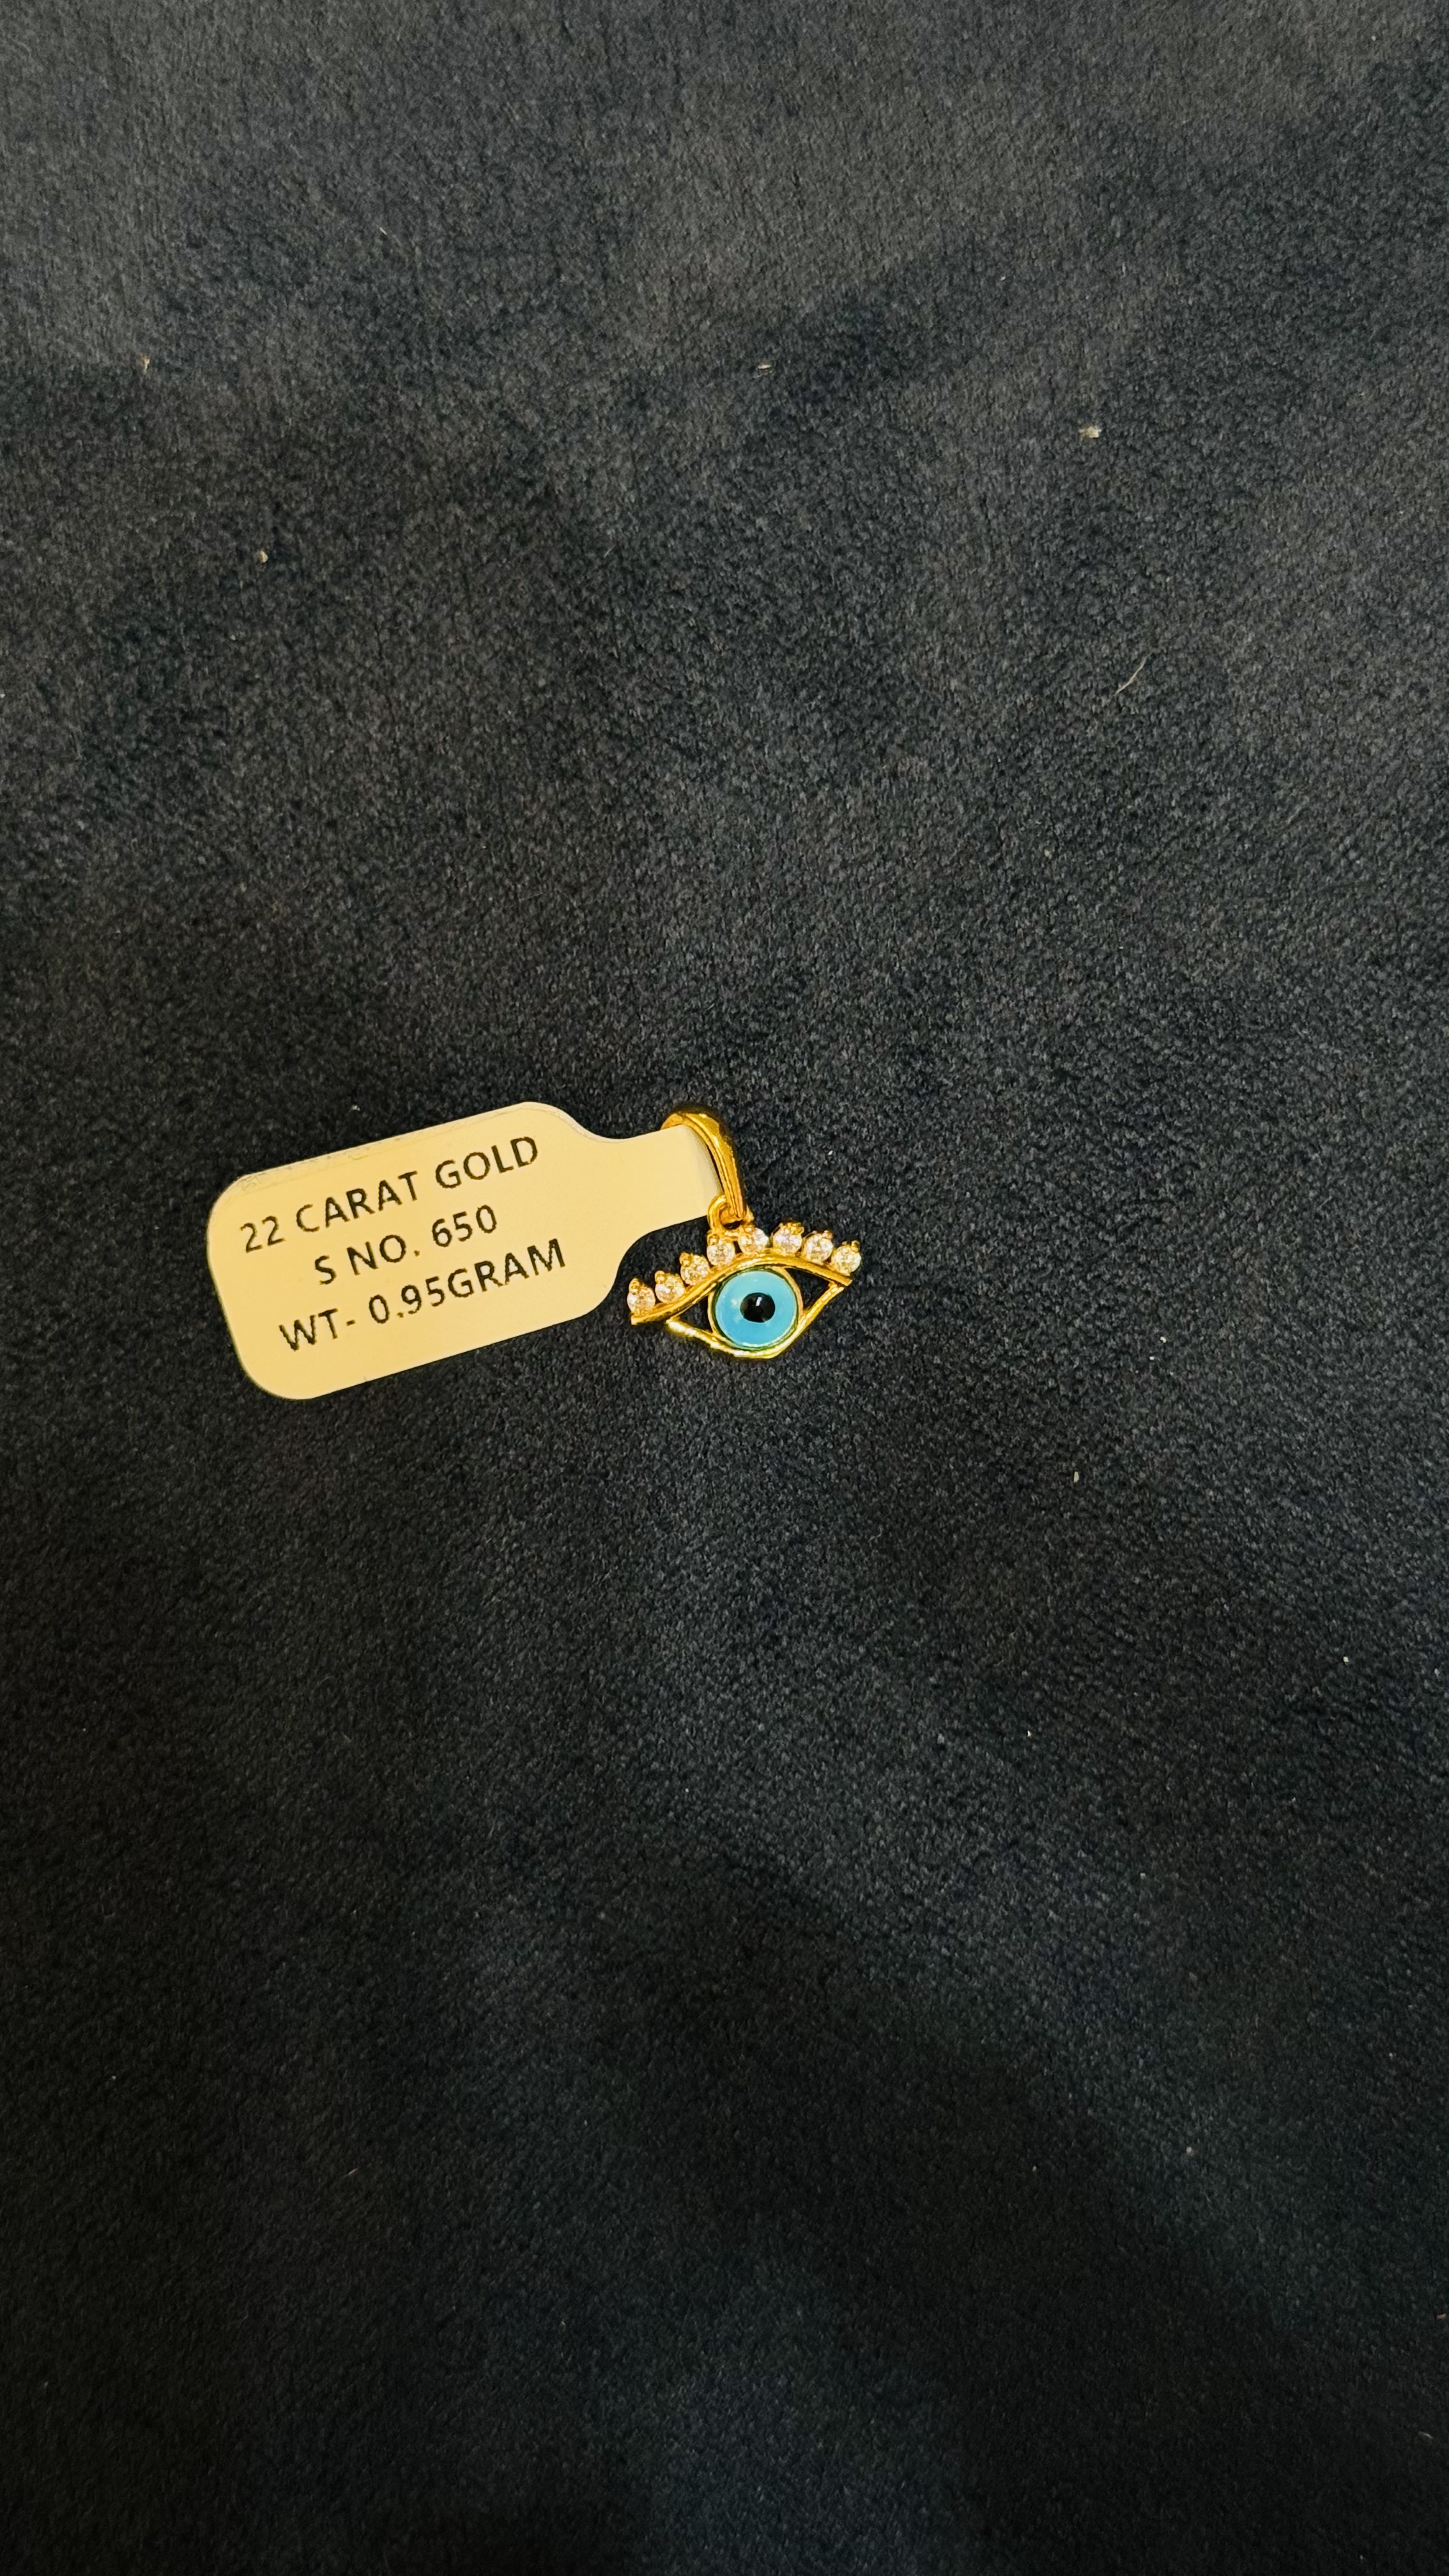 22 CARAT GOLD
S NO. 650
WT- 0.95GRAM